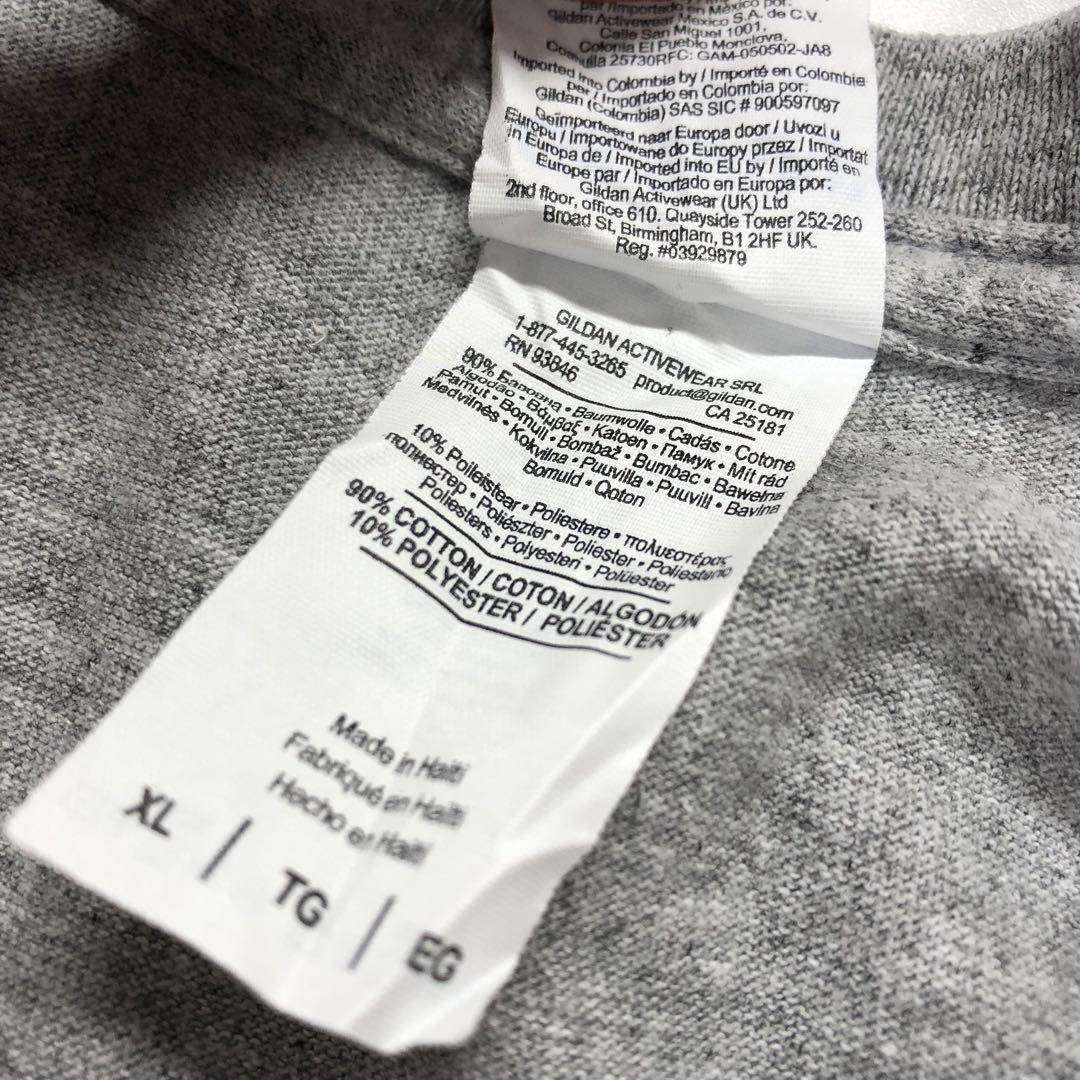 par/Importado en México por:
Gildan Activewear Mexico S.A. de C.V.
Calle San Miguel 1001,
Colonia El Pueblo Monclova,
25730RFC: GAM-050502-JA8
Imported into Colombia by / Importé en Colombie
par / Importado en Colombia por:
Gildan (Colombia) SAS SIC # 900597097
Geïmporteerd naar Europa door / Uvozi u
Europu / Importowane do Europy przez / Importat
in Europa de / Imported into EU by / Importé en
Europe par / Importado en Europa por:
Gildan Activewear (UK) Ltd
2nd floor, office 610. Quayside Tower 252-260
Broad St, Birmingham, B1 2HF UK.
Reg. #03929879
GILDAN ACTIVEWEAR SRL
1-877-445-3265 product@gildan.com
RN 93846 CA 25181
90% Бавовна • Baumwolle • Cadás • Cotone
Algodão • Βάμβαξ • Katoen • Памук • Mit rád
Pamut • Bomull • Bombaž • Bumbac • Bawełna
Medvilnės • Kokvilna • Puuvilla • Puuvill • Bavlna
Bomuld • Qoton
10% Poileistear • Poliestere • πολυεστέρας
полиестер • Poliészter • Poliester •
Poliesters • Polyesteri • Polüester
90% COTTON / COTON / ALGODÓN
10% POLYESTER / POLIÉSTER
Made in Haiti
Fabriqué en Haïti
Hecho en Haití
XL / TG / EG